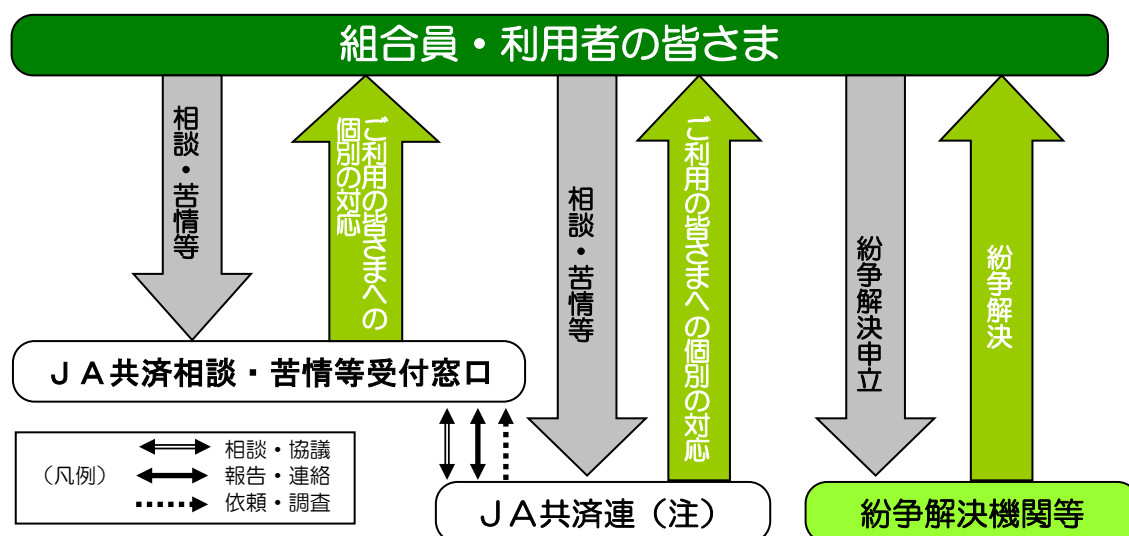 組合員・利用者の皆さま
相談・苦情等
ご利用の皆さまへの
個別の対応
相談・苦情等
ご利用の皆さまへの個別の対応
紛争解決申立
紛争解決
JA共済相談・苦情等受付窓口
(凡例)
相談・協議
報告・連絡
依頼・調査
JA共済連(注)
紛争解決機関等